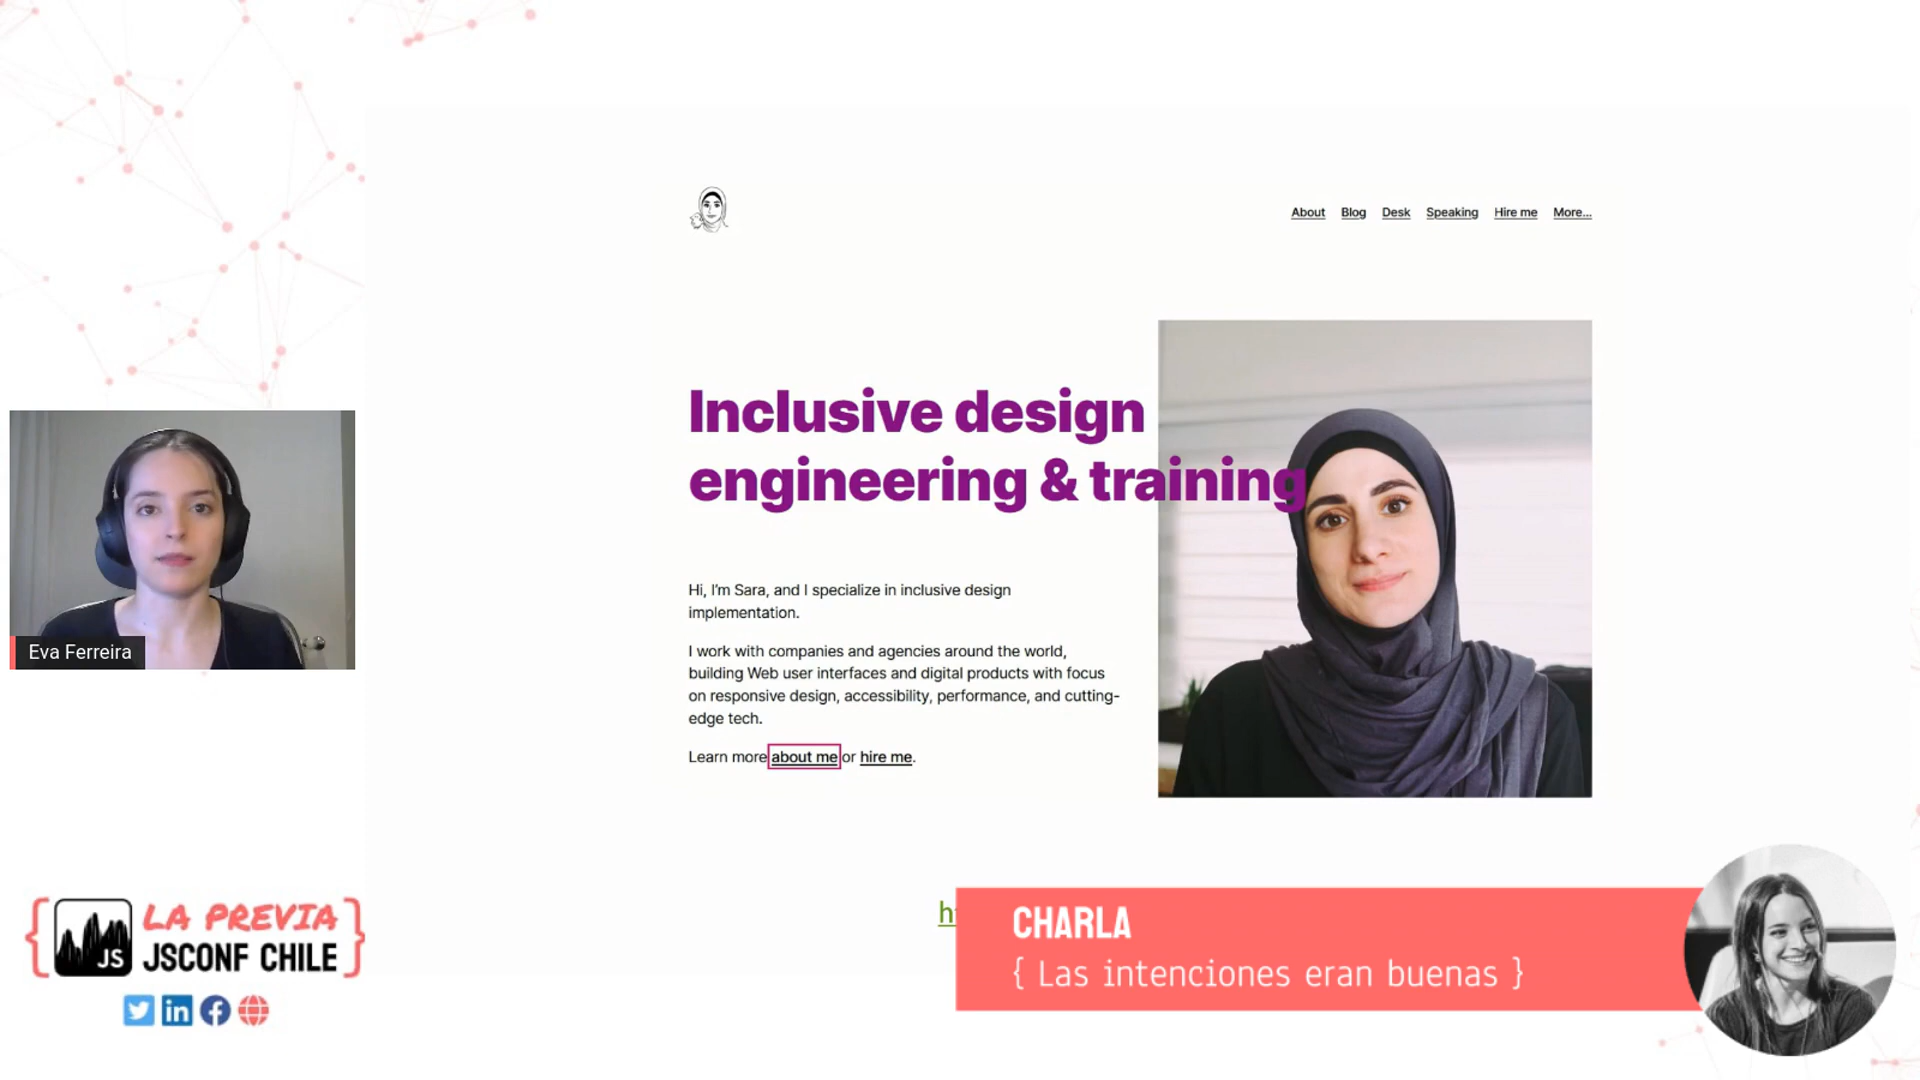 About Blog Desk Speaking Hire me More...
Inclusive design
engineering & training
Hi, I'm Sara, and I specialize in inclusive design
implementation.
I work with companies and agencies around the world,
building Web user interfaces and digital products with focus
on responsive design, accessibility, performance, and cutting-
edge tech.
Learn more about me or hire me.
Eva Ferreira
{ JS LA PREVIA
JSCONF CHILE }
CHARLA
{ Las intenciones eran buenas }